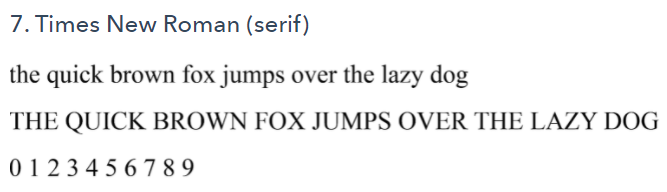 7. Times New Roman (serif)
the quick brown fox jumps over the lazy dog
THE QUICK BROWN FOX JUMPS OVER THE LAZY DOG
0 1 2 3 4 5 6 7 8 9